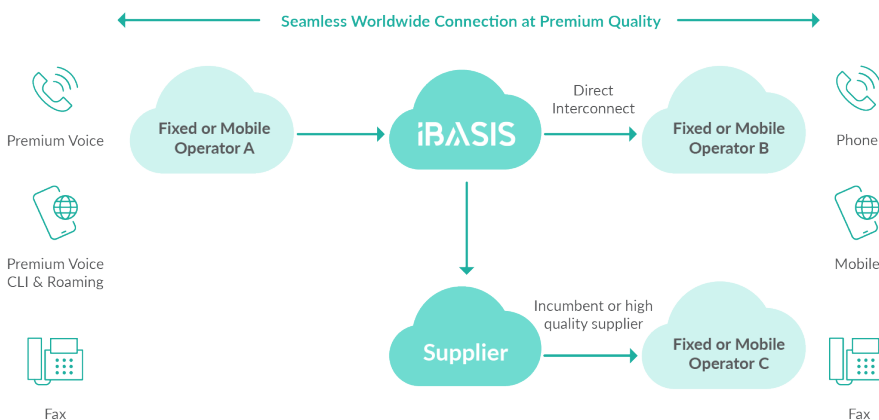 Seamless Worldwide Connection at Premium Quality
Premium Voice
Fixed or Mobile
Operator A
iBASIS
Direct
Interconnect
Fixed or Mobile
Operator B
Phone
Premium Voice
CLI & Roaming
Mobile
Supplier
Incumbent or high
quality supplier
Fixed or Mobile
Operator C
Fax
Fax